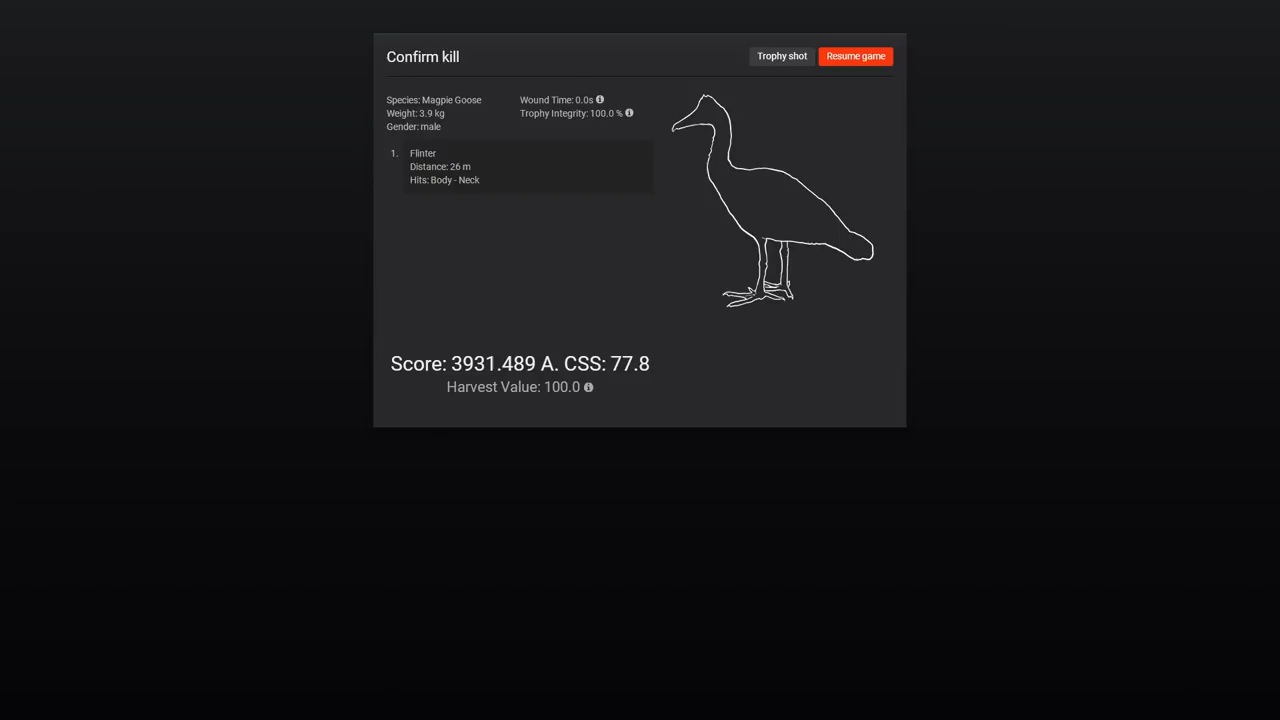 Confirm kill
Trophy shot
Resume game
Species: Magpie Goose
Weight: 3.9 kg
Gender: male
Wound Time: 0.0s
Trophy Integrity: 100.0 %
1. Flinter
Distance: 26 m
Hits: Body - Neck
Score: 3931.489 A. CSS: 77.8
Harvest Value: 100.0